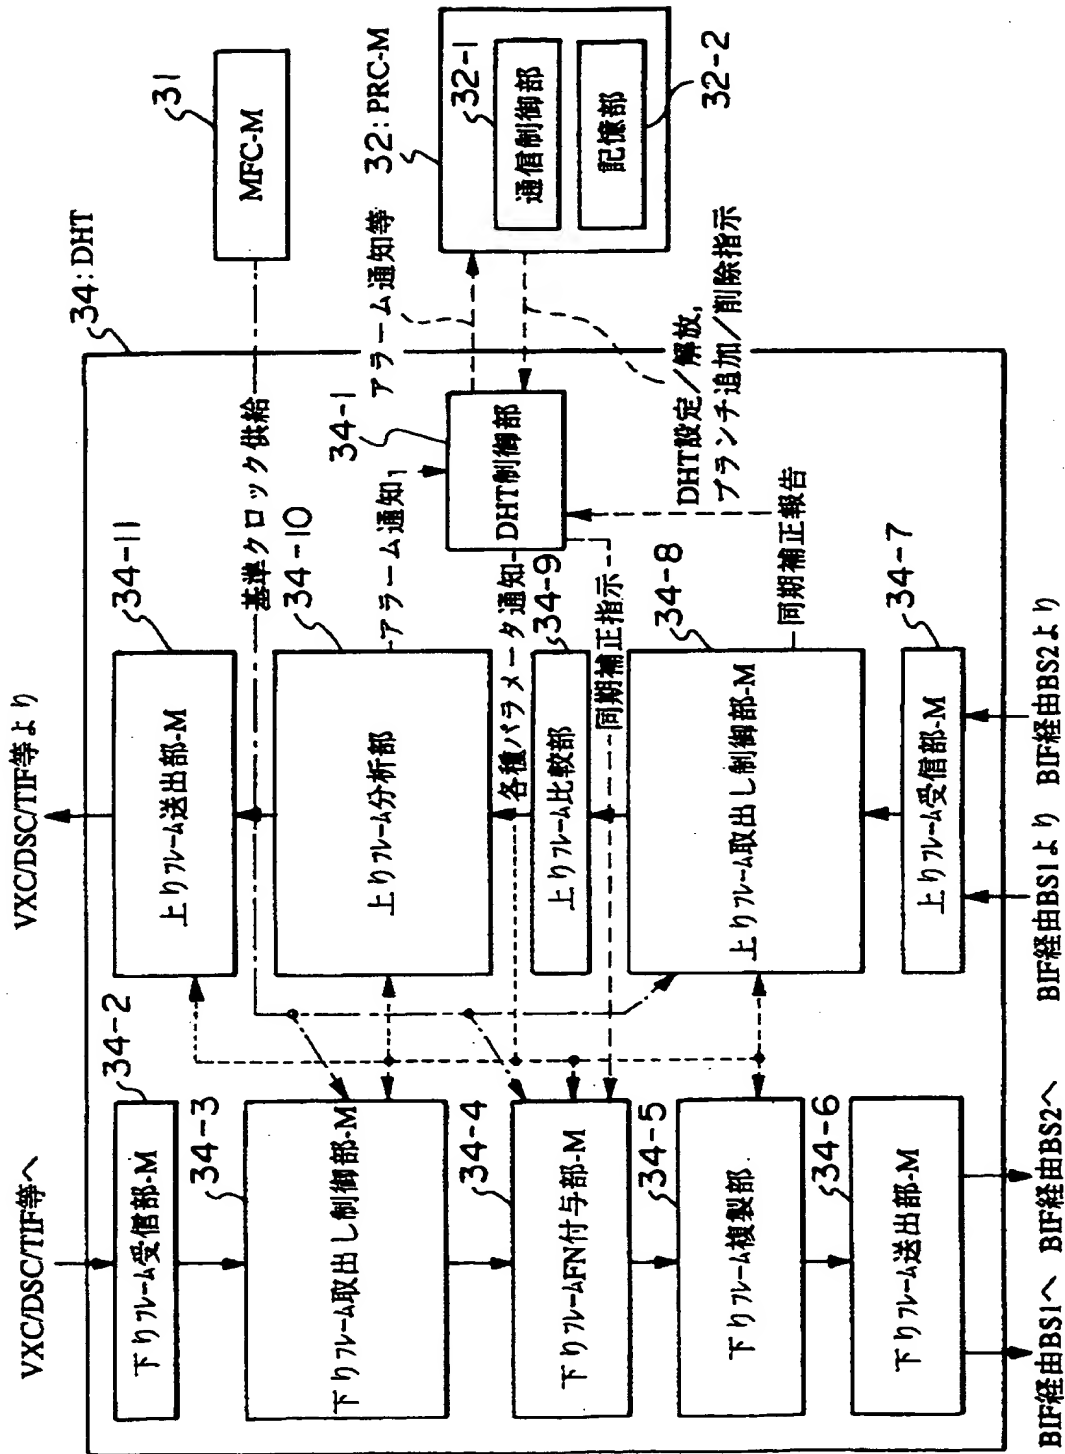 VXC/DSC/TIF等へ
VXC/DSC/TIF等より
34:DHT
34-2
下りフレーム受信部-M
34-3
下りフレーム取出し制御部-M
34-4
下りフレームFN付与部-M
34-5
下りフレーム複製部
34-6
下りフレーム送出部-M
BIF経由BS1へ
BIF経由BS2へ
34-11
上りフレーム送出部-M
基準クロック供給
34-10
上りフレーム分析部
アラーム通知
各種パラメータ通知
34-9
上りフレーム比較部
同期補正指示
34-8
上りフレーム取出し制御部-M
同期補正報告
34-7
上りフレーム受信部-M
BIF経由BS1より
BIF経由BS2より
34-1
DHT制御部
アラーム通知等
DHT設定/解放,
ブランチ追加/削除指示
31
MFC-M
32:PRC-M
32-1
通信制御部
記憶部
32-2